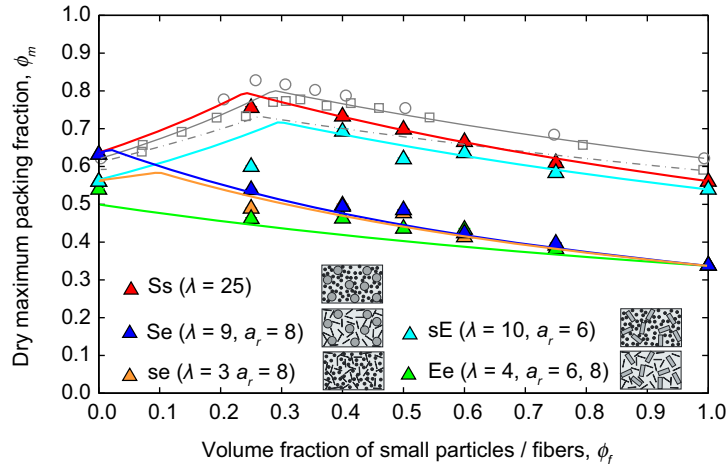 1.0
0.9
0.8
0.7
0.6
0.5
0.4
0.3
0.2
0.1
0.0
Dry maximum packing fraction, ϕm
Ss (λ = 25)
Se (λ = 9, ar = 8)
se (λ = 3 ar = 8)
sE (λ = 10, ar = 6)
Ee (λ = 4, ar = 6, 8)
0.0 0.1 0.2 0.3 0.4 0.5 0.6 0.7 0.8 0.9 1.0
Volume fraction of small particles / fibers, ϕf